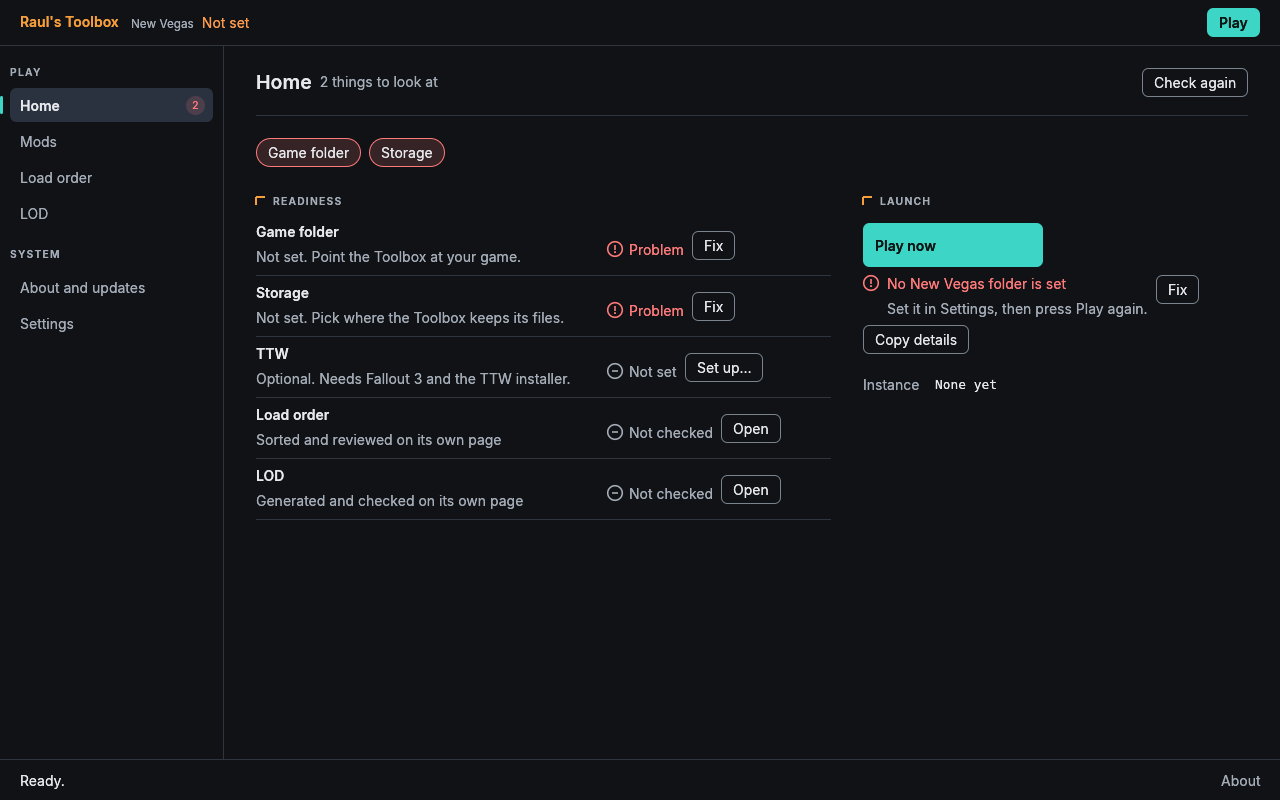 Raul's Toolbox New Vegas Not set Play
PLAY
Home 2
Mods
Load order
LOD
SYSTEM
About and updates
Settings
Home 2 things to look at Check again
Game folder Storage
READINESS
Game folder
Not set. Point the Toolbox at your game.
Problem Fix
Storage
Not set. Pick where the Toolbox keeps its files.
Problem Fix
TTW
Optional. Needs Fallout 3 and the TTW installer.
Not set Set up...
Load order
Sorted and reviewed on its own page
Not checked Open
LOD
Generated and checked on its own page
Not checked Open
LAUNCH
Play now
No New Vegas folder is set
Set it in Settings, then press Play again.
Fix
Copy details
Instance None yet
Ready. About